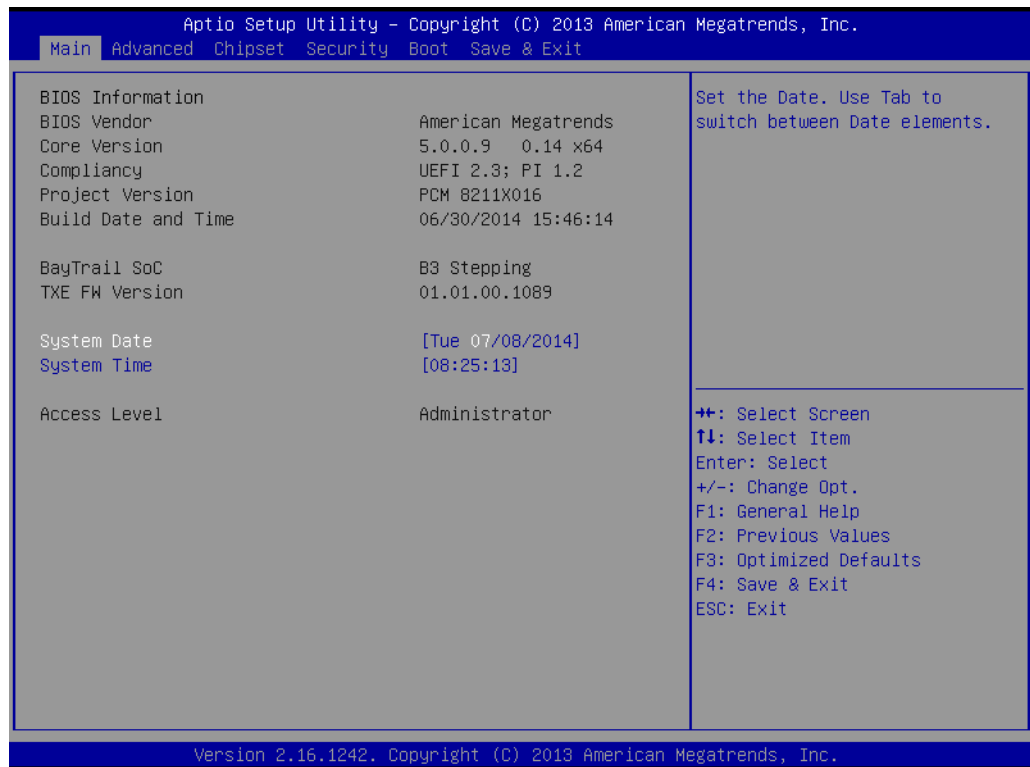 Aptio Setup Utility – Copyright (C) 2013 American Megatrends, Inc.
Main Advanced Chipset Security Boot Save & Exit
BIOS Information
BIOS Vendor American Megatrends
Core Version 5.0.0.9 0.14 x64
Compliancy UEFI 2.3; PI 1.2
Project Version PCM 8211X016
Build Date and Time 06/30/2014 15:46:14
BayTrail SoC B3 Stepping
TXE FW Version 01.01.00.1089
System Date [Tue 07/08/2014]
System Time [08:25:13]
Access Level Administrator
Set the Date. Use Tab to
switch between Date elements.
→←: Select Screen
↑↓: Select Item
Enter: Select
+/-: Change Opt.
F1: General Help
F2: Previous Values
F3: Optimized Defaults
F4: Save & Exit
ESC: Exit
Version 2.16.1242. Copyright (C) 2013 American Megatrends, Inc.